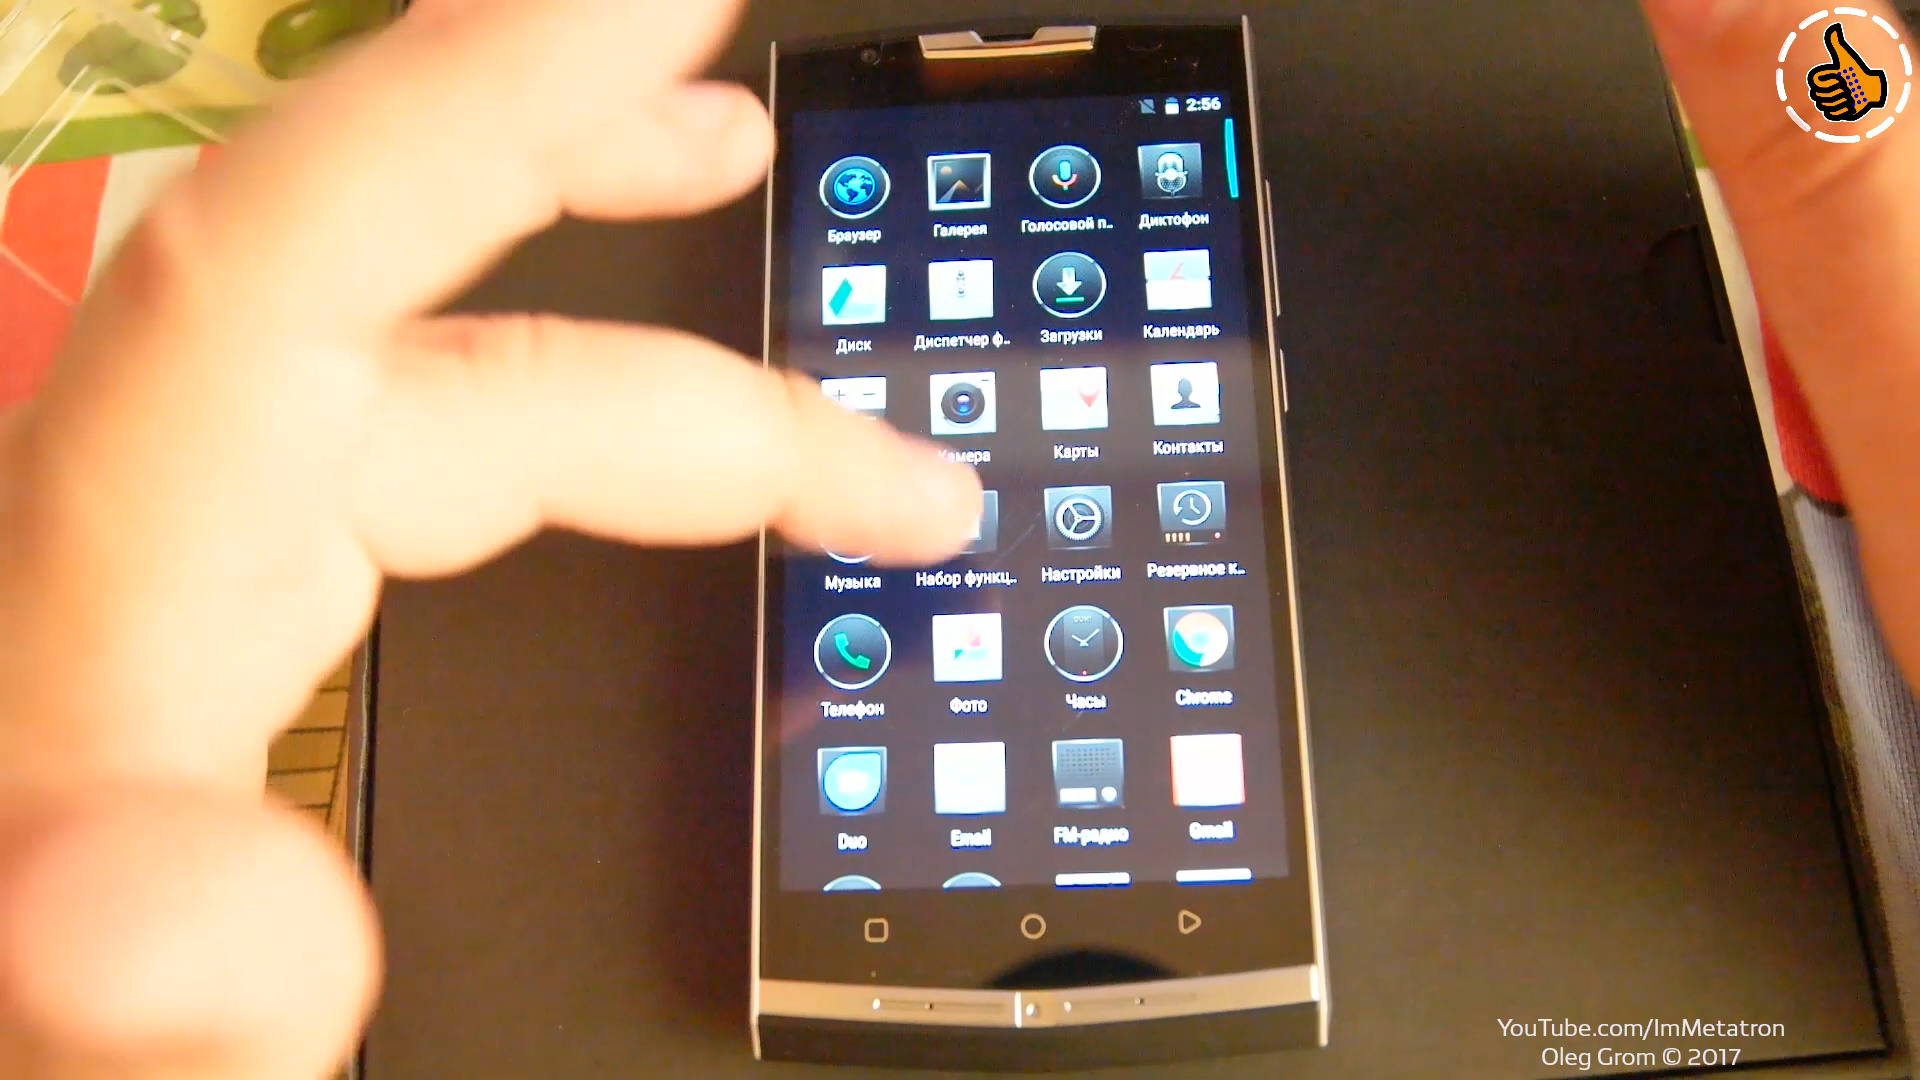 2:56
Браузер
Галерея
Голосовой п..
Диктофон
Диск
Диспетчер ф..
Загрузки
Календарь
Камера
Карты
Контакты
Музыка
Набор функц..
Настройки
Резервное к..
Телефон
Фото
Часы
Chrome
Duo
Email
FM-радио
Gmail
YouTube.com/ImMetatron
Oleg Grom © 2017